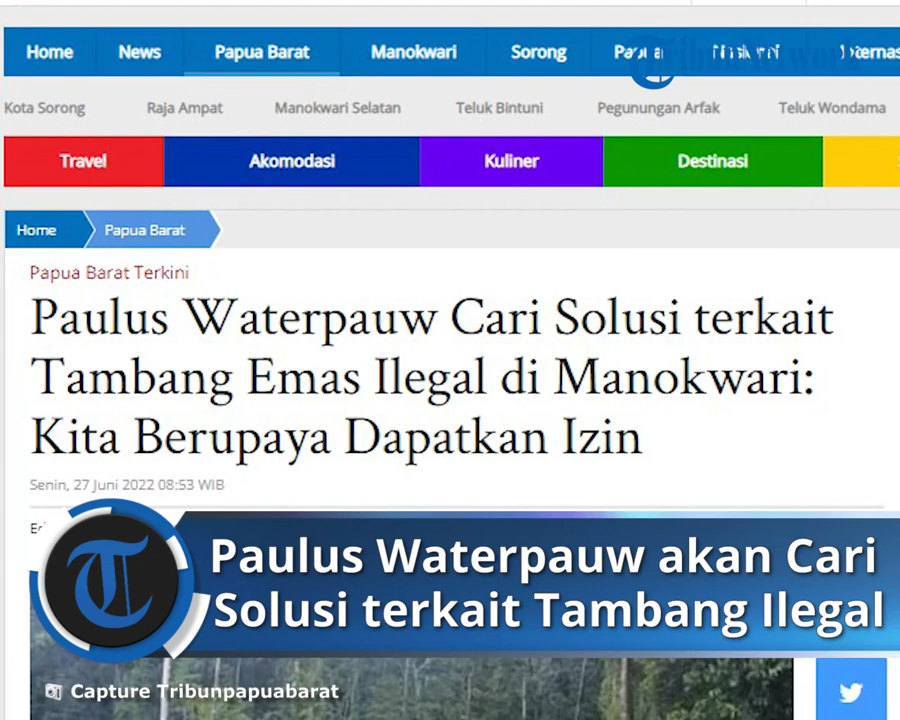 Home News Papua Barat Manokwari Sorong
Kota Sorong Raja Ampat Manokwari Selatan Teluk Bintuni Pegunungan Arfak Teluk Wondama
Travel Akomodasi Kuliner Destinasi
Home Papua Barat
Papua Barat Terkini
Paulus Waterpauw Cari Solusi terkait
Tambang Emas Ilegal di Manokwari:
Kita Berupaya Dapatkan Izin
Senin, 27 Juni 2022 08:53 WIB
Paulus Waterpauw akan Cari
Solusi terkait Tambang Ilegal
Capture Tribunpapuabarat